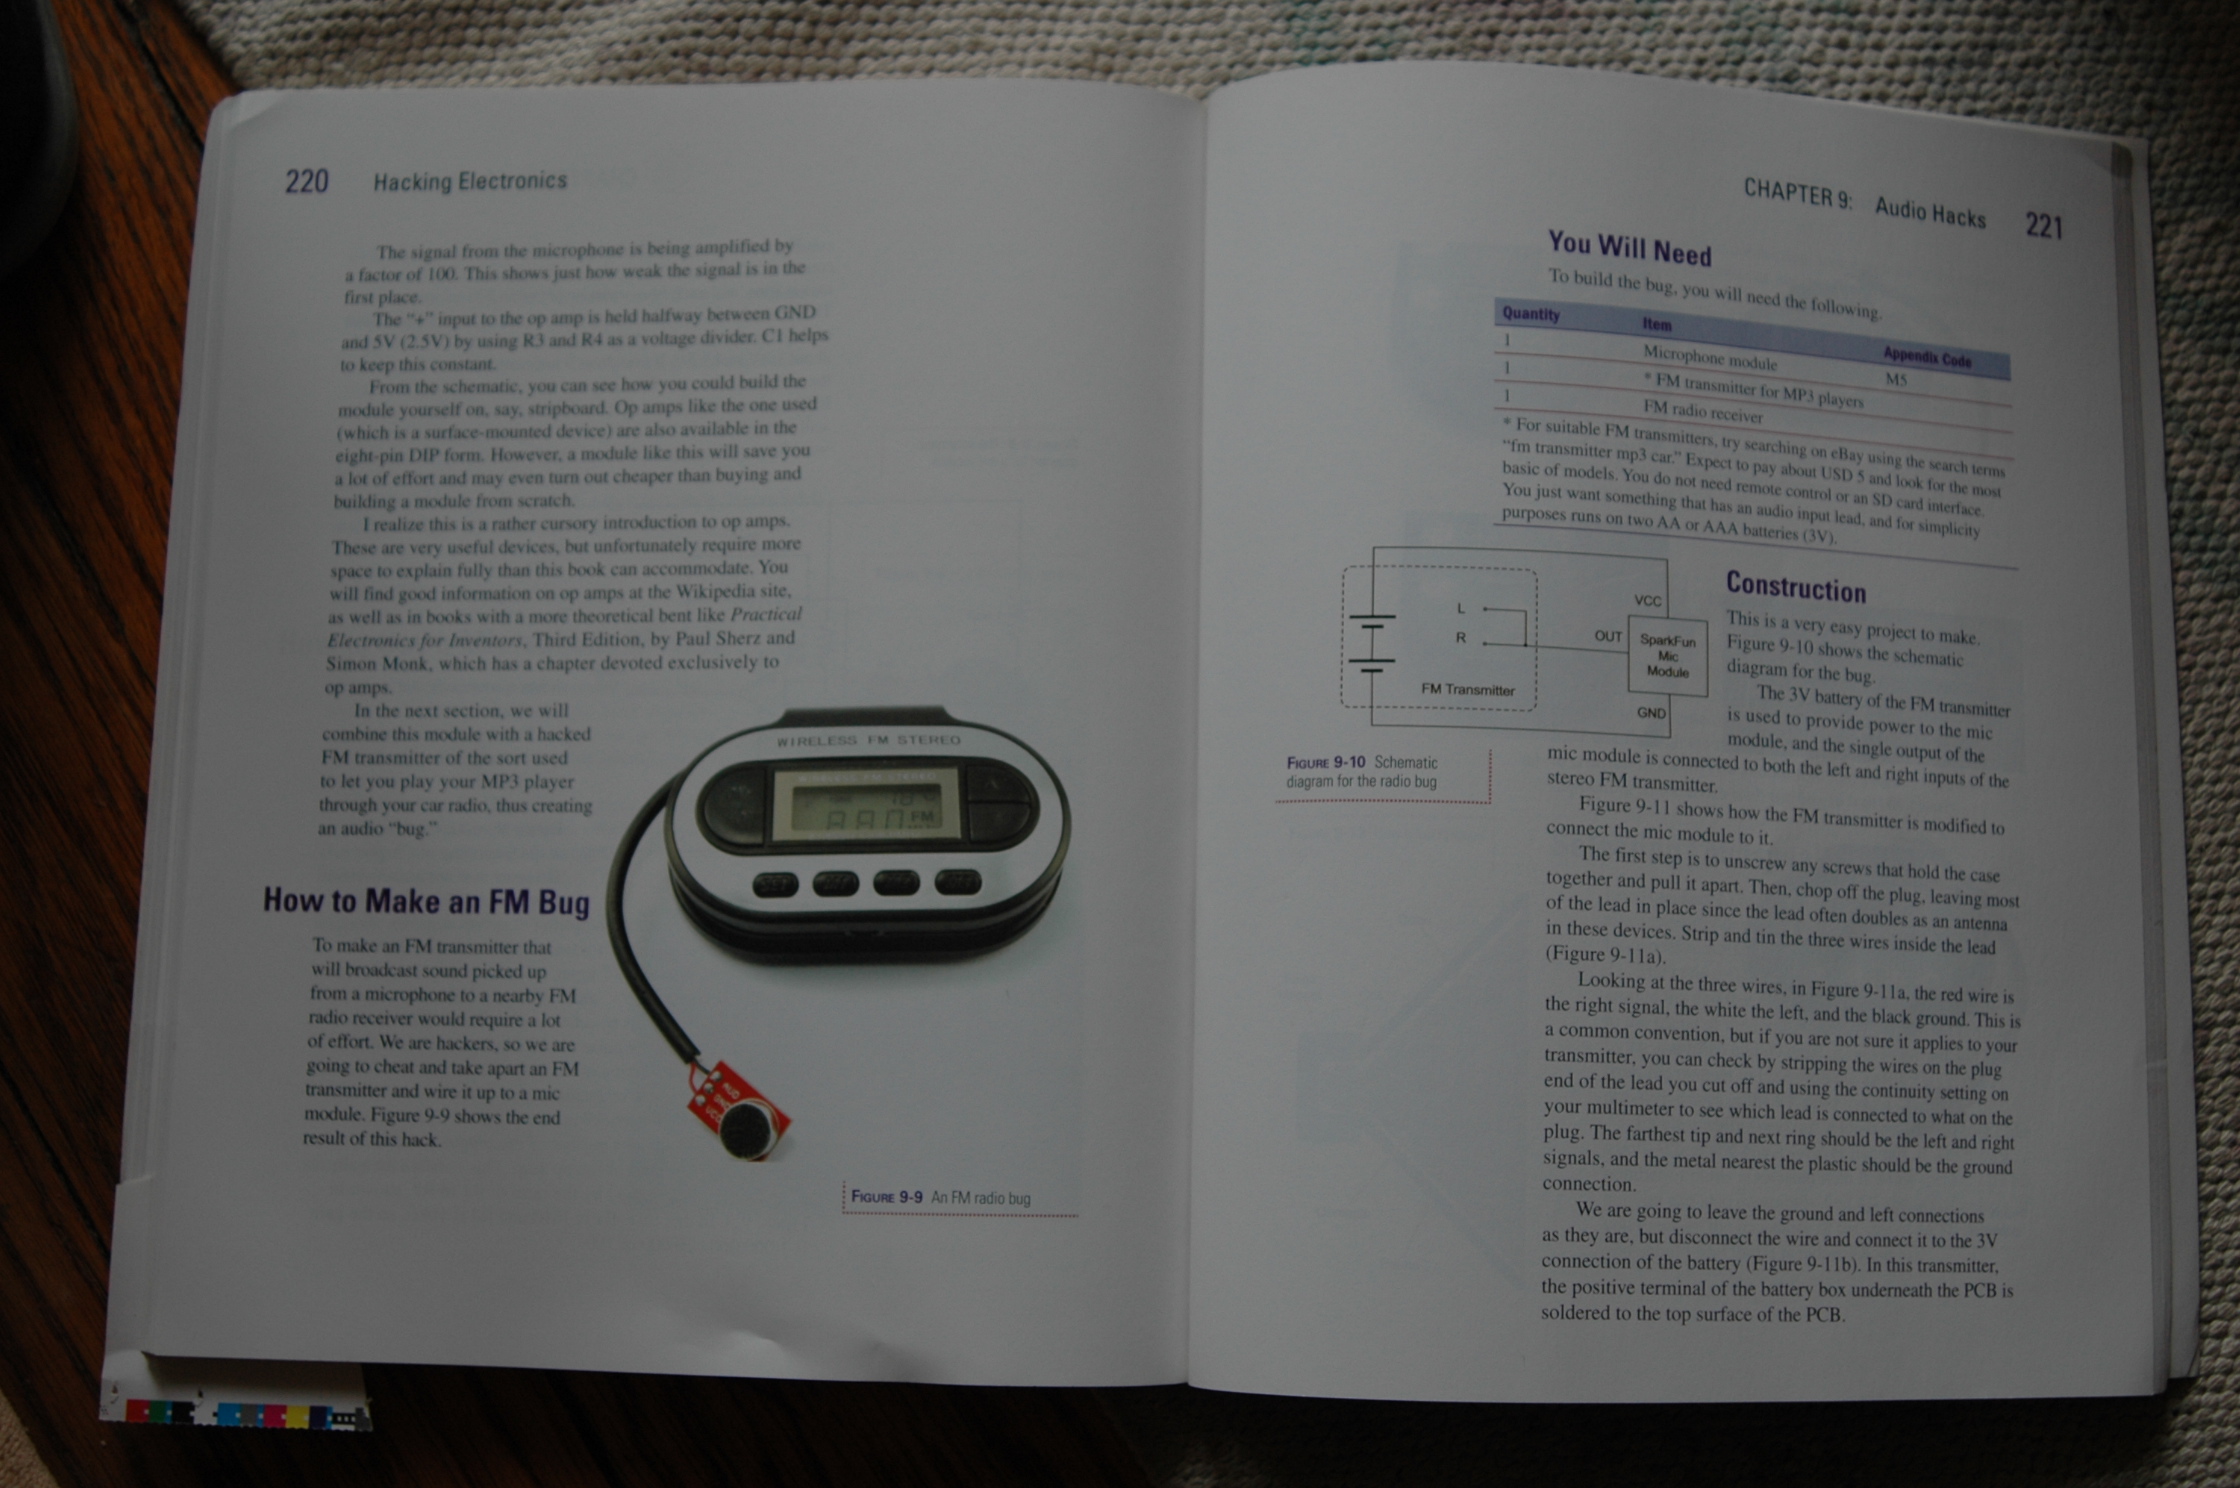 220 Hacking Electronics
The signal from the microphone is being amplified by
a factor of 100. This shows just how weak the signal is in the
first place.
The "+" input to the op amp is held halfway between GND
and 5V (2.5V) by using R3 and R4 as a voltage divider. C1 helps
to keep this constant.
From the schematic, you can see how you could build the
module yourself on, say, stripboard. Op amps like the one used
(which is a surface-mounted device) are also available in the
eight-pin DIP form. However, a module like this will save you
a lot of effort and may even turn out cheaper than buying and
building a module from scratch.
I realize this is a rather cursory introduction to op amps.
These are very useful devices, but unfortunately require more
space to explain fully than this book can accommodate. You
will find good information on op amps at the Wikipedia site,
as well as in books with a more theoretical bent like Practical
Electronics for Inventors, Third Edition, by Paul Sherz and
Simon Monk, which has a chapter devoted exclusively to
op amps.
In the next section, we will
combine this module with a hacked
FM transmitter of the sort used
to let you play your MP3 player
through your car radio, thus creating
an audio "bug."
How to Make an FM Bug
To make an FM transmitter that
will broadcast sound picked up
from a microphone to a nearby FM
radio receiver would require a lot
of effort. We are hackers, so we are
going to cheat and take apart an FM
transmitter and wire it up to a mic
module. Figure 9-9 shows the end
result of this hack.
WIRELESS FM STEREO
FM
AUD
GND
VCC
FIGURE 9-9 An FM radio bug
CHAPTER 9: Audio Hacks 221
You Will Need
To build the bug, you will need the following.
Quantity Item Appendix Code
1 Microphone module M5
1 * FM transmitter for MP3 players
1 FM radio receiver
* For suitable FM transmitters, try searching on eBay using the search terms
"fm transmitter mp3 car." Expect to pay about USD 5 and look for the most
basic of models. You do not need remote control or an SD card interface.
You just want something that has an audio input lead, and for simplicity
purposes runs on two AA or AAA batteries (3V).
VCC
OUT
SparkFun
Mic
Module
GND
L
R
FM Transmitter
FIGURE 9-10 Schematic
diagram for the radio bug
Construction
This is a very easy project to make.
Figure 9-10 shows the schematic
diagram for the bug.
The 3V battery of the FM transmitter
is used to provide power to the mic
module, and the single output of the
mic module is connected to both the left and right inputs of the
stereo FM transmitter.
Figure 9-11 shows how the FM transmitter is modified to
connect the mic module to it.
The first step is to unscrew any screws that hold the case
together and pull it apart. Then, chop off the plug, leaving most
of the lead in place since the lead often doubles as an antenna
in these devices. Strip and tin the three wires inside the lead
(Figure 9-11a).
Looking at the three wires, in Figure 9-11a, the red wire is
the right signal, the white the left, and the black ground. This is
a common convention, but if you are not sure it applies to your
transmitter, you can check by stripping the wires on the plug
end of the lead you cut off and using the continuity setting on
your multimeter to see which lead is connected to what on the
plug. The farthest tip and next ring should be the left and right
signals, and the metal nearest the plastic should be the ground
connection.
We are going to leave the ground and left connections
as they are, but disconnect the wire and connect it to the 3V
connection of the battery (Figure 9-11b). In this transmitter,
the positive terminal of the battery box underneath the PCB is
soldered to the top surface of the PCB.